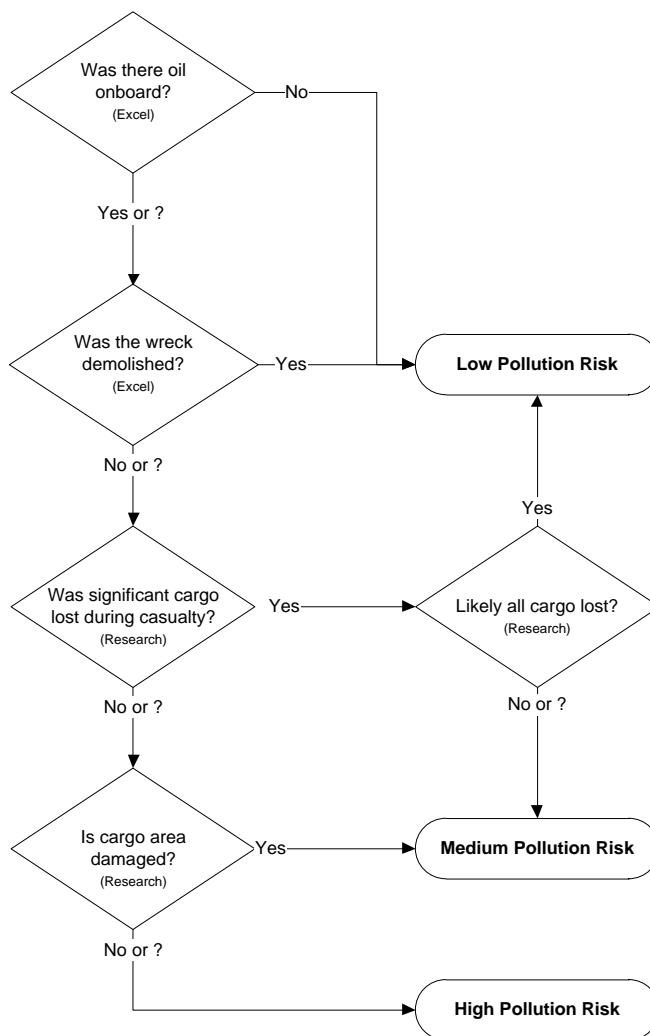 Was there oil
onboard?
(Excel)
No
Yes or ?
Was the wreck
demolished?
(Excel)
Yes
Low Pollution Risk
No or ?
Yes
Was significant cargo
lost during casualty?
(Research)
Yes
Likely all cargo lost?
(Research)
No or ?
No or ?
Is cargo area
damaged?
(Research)
Yes
Medium Pollution Risk
No or ?
High Pollution Risk